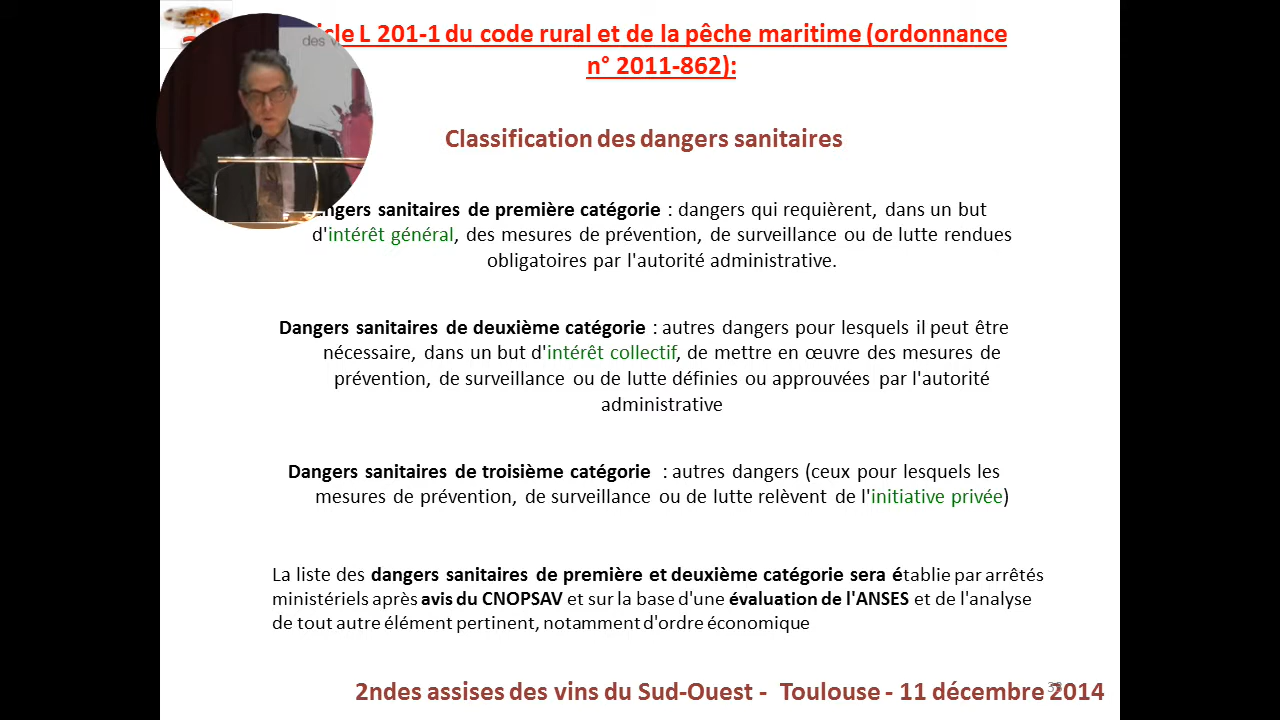 des v
cle L 201-1 du code rural et de la pêche maritime (ordonnance
n° 2011-862):
Classification des dangers sanitaires
ngers sanitaires de première catégorie : dangers qui requièrent, dans un but
d'intérêt général, des mesures de prévention, de surveillance ou de lutte rendues
obligatoires par l'autorité administrative.
Dangers sanitaires de deuxième catégorie : autres dangers pour lesquels il peut être
nécessaire, dans un but d'intérêt collectif, de mettre en œuvre des mesures de
prévention, de surveillance ou de lutte définies ou approuvées par l'autorité
administrative
Dangers sanitaires de troisième catégorie : autres dangers (ceux pour lesquels les
mesures de prévention, de surveillance ou de lutte relèvent de l'initiative privée)
La liste des dangers sanitaires de première et deuxième catégorie sera établie par arrêtés
ministériels après avis du CNOPSAV et sur la base d'une évaluation de l'ANSES et de l'analyse
de tout autre élément pertinent, notamment d'ordre économique
2ndes assises des vins du Sud-Ouest - Toulouse - 11 décembre 2014